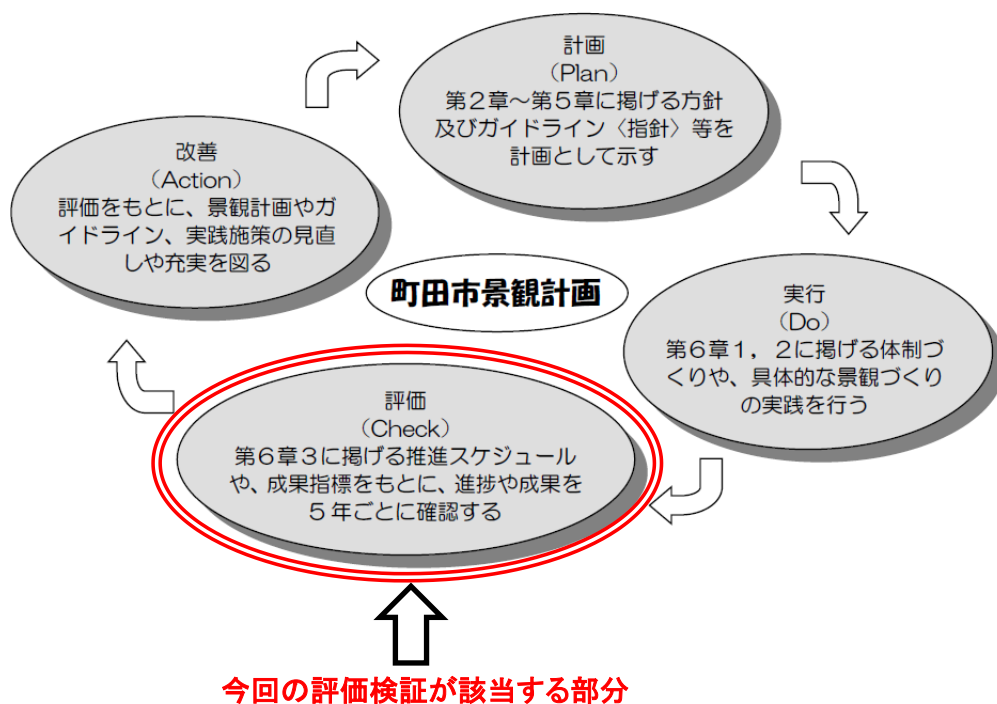 計画
（Plan）
第２章～第５章に掲げる方針
及びガイドライン〈指針〉等を
計画として示す
改善
（Action）
評価をもとに、景観計画やガ
イドライン、実践施策の見直
しや充実を図る
町田市景観計画
実行
（Do）
第６章１，２に掲げる体制づ
くりや、具体的な景観づくり
の実践を行う
評価
（Check）
第６章３に掲げる推進スケジュール
や、成果指標をもとに、進捗や成果を
５年ごとに確認する
今回の評価検証が該当する部分